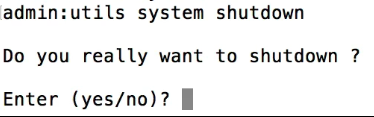 admin:utils system shutdown
Do you really want to shutdown ?
Enter (yes/no)?